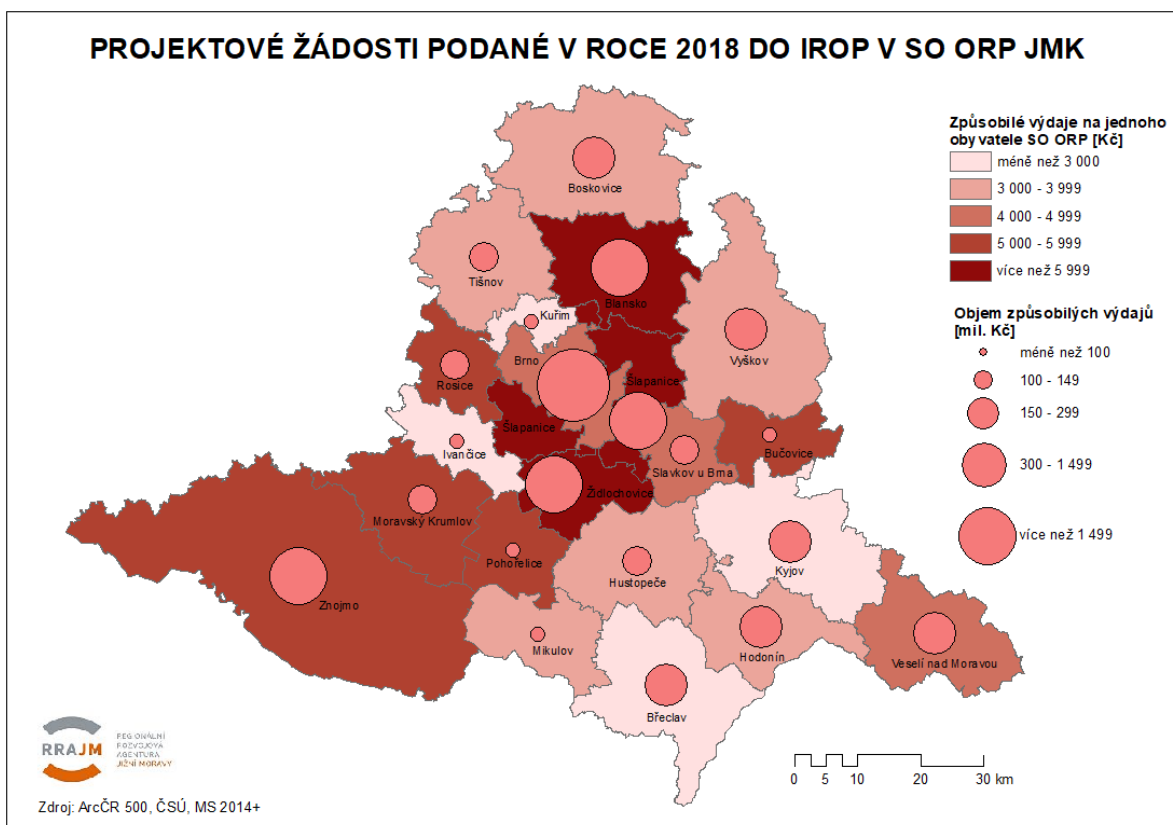 PROJEKTOVÉ ŽÁDOSTI PODANÉ V ROCE 2018 DO IROP V SO ORP JMK
Způsobilé výdaje na jednoho
obyvatele SO ORP [Kč]
méně než 3 000
3 000 - 3 999
4 000 - 4 999
5 000 - 5 999
více než 5 999
Objem způsobilých výdajů
[mil. Kč]
méně než 100
100 - 149
150 - 299
300 - 1 499
více než 1 499
Boskovice
Tišnov
Blansko
Kuřim
Vyškov
Brno
Rosice
Šlapanice
Šlapanice
Ivančice
Bučovice
Slavkov u Brna
Židlochovice
Moravský Krumlov
Pohořelice
Hustopeče
Kyjov
Znojmo
Mikulov
Hodonín
Veselí nad Moravou
Břeclav
RRAJM
REGIONÁLNÍ
ROZVOJOVÁ
AGENTURA
JIŽNÍ MORAVY
0 5 10 20 30 km
Zdroj: ArcČR 500, ČSÚ, MS 2014+